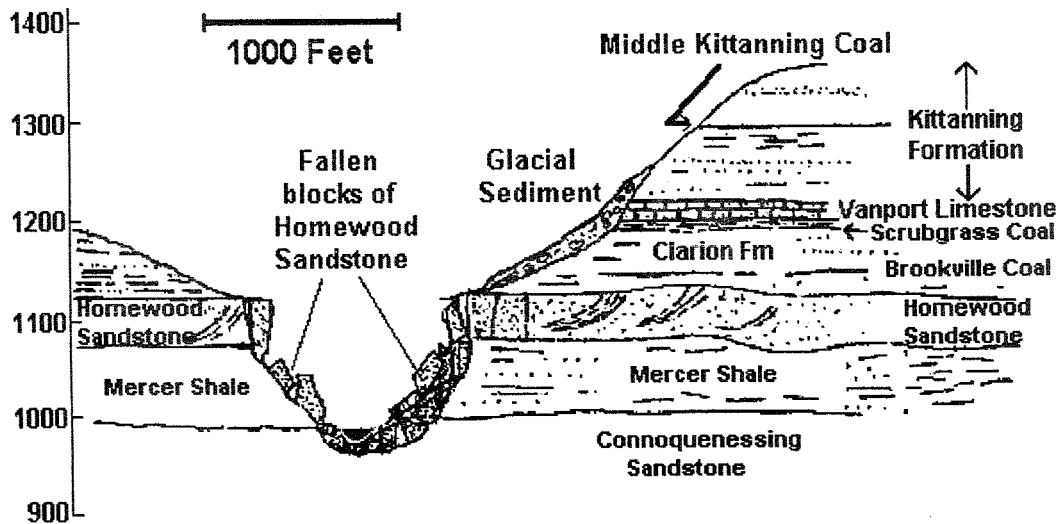 1400
1000 Feet
Middle Kittanning Coal
1300
Kittanning
Formation
Fallen
blocks of
Homewood
Sandstone
Glacial
Sediment
1200
Vanport Limestone
Scrubgrass Coal
Clarion Fm
Brookville Coal
1100
Homewood
Sandstone
Homewood
Sandstone
Mercer Shale
Mercer Shale
1000
Connoquenessing
Sandstone
900